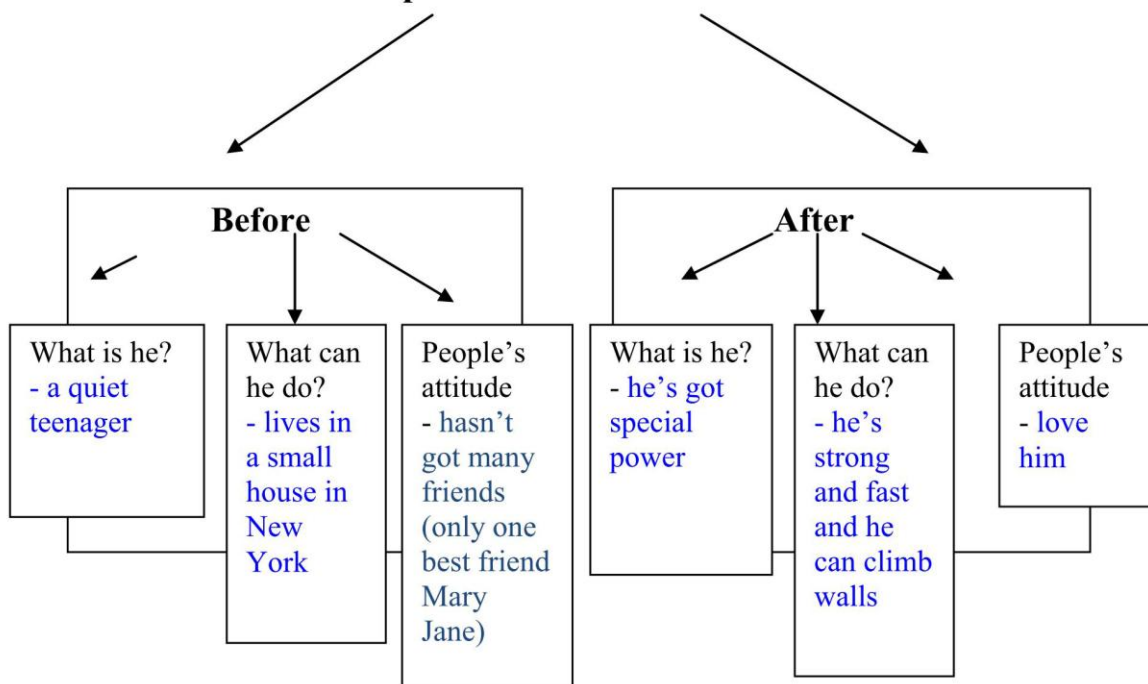 Before
What is he?
- a quiet
teenager
What can
he do?
- lives in
a small
house in
New
York
People’s
attitude
- hasn’t
got many
friends
(only one
best friend
Mary
Jane)
After
What is he?
- he’s got
special
power
What can
he do?
- he’s
strong
and fast
and he
can climb
walls
People’s
attitude
- love
him